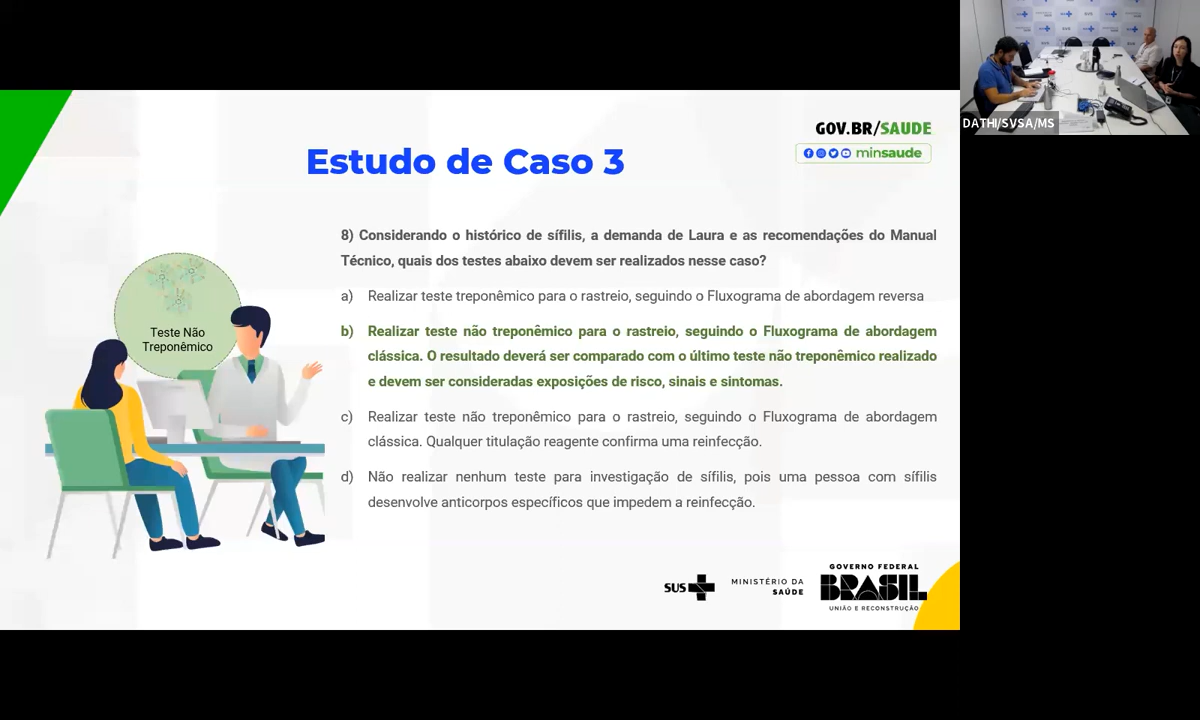 DATHI/SVSA/MS
GOV.BR/SAUDE
minsaude
Estudo de Caso 3
8) Considerando o histórico de sífilis, a demanda de Laura e as recomendações do Manual
Técnico, quais dos testes abaixo devem ser realizados nesse caso?
a) Realizar teste treponêmico para o rastreio, seguindo o Fluxograma de abordagem reversa
b) Realizar teste não treponêmico para o rastreio, seguindo o Fluxograma de abordagem
clássica. O resultado deverá ser comparado com o último teste não treponêmico realizado
e devem ser consideradas exposições de risco, sinais e sintomas.
c) Realizar teste não treponêmico para o rastreio, seguindo o Fluxograma de abordagem
clássica. Qualquer titulação reagente confirma uma reinfecção.
d) Não realizar nenhum teste para investigação de sífilis, pois uma pessoa com sífilis
desenvolve anticorpos específicos que impedem a reinfecção.
Teste Não
Treponêmico
SUS
MINISTÉRIO DA
SAÚDE
GOVERNO FEDERAL
BRASIL
UNIÃO E RECONSTRUÇÃO